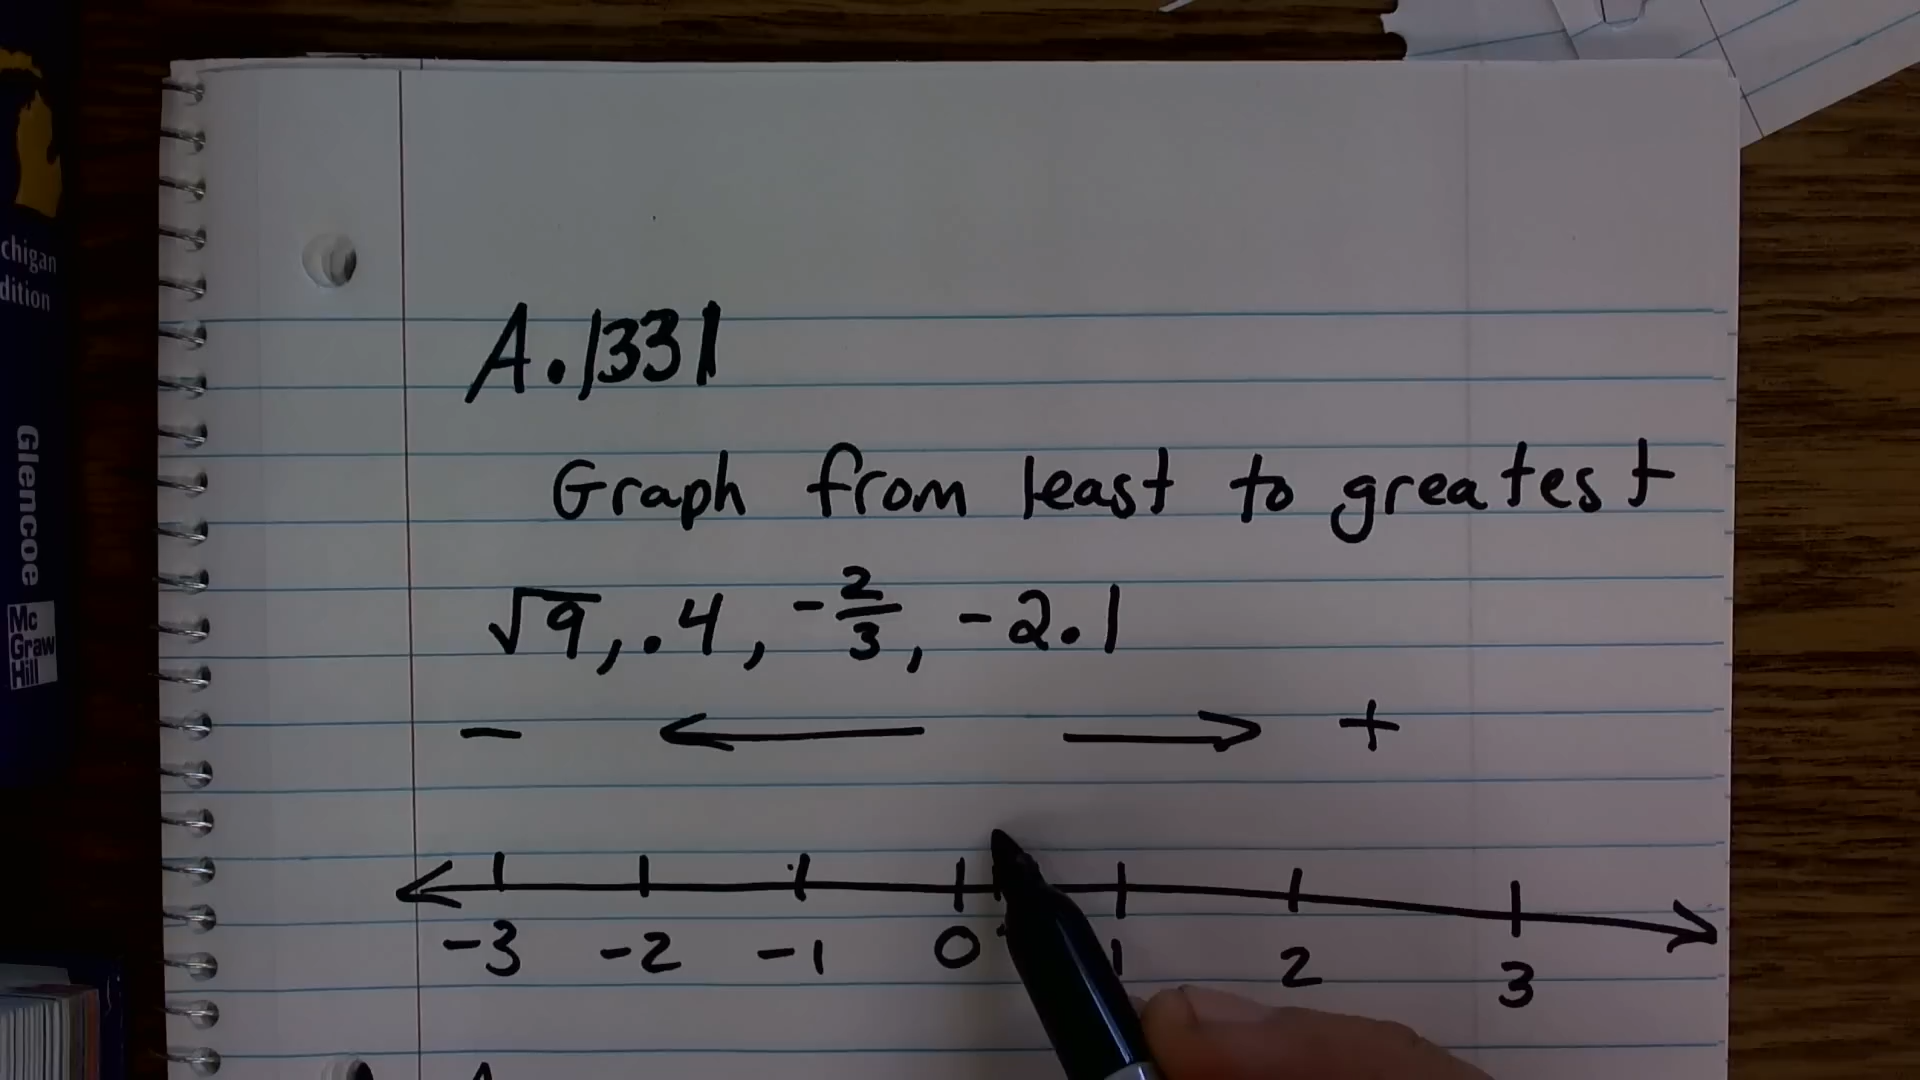 chigan
dition
Glencoe
Mc
Graw
Hill
A.1331
Graph from least to greatest
√9, .4, -2/3, -2.1
- ← → +
-3 -2 -1 0 1 2 3